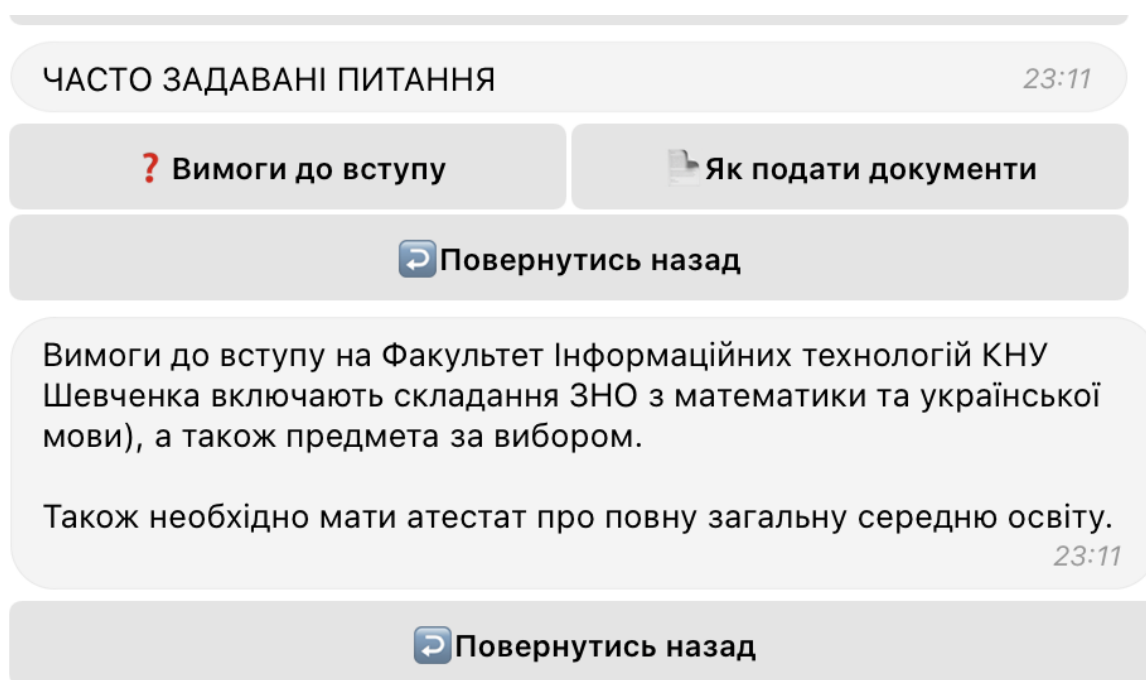 ЧАСТО ЗАДАВАНІ ПИТАННЯ
23:11
❓ Вимоги до вступу
Як подати документи
↩️Повернутись назад
Вимоги до вступу на Факультет Інформаційних технологій КНУ
Шевченка включають складання ЗНО з математики та української
мови), а також предмета за вибором.
Також необхідно мати атестат про повну загальну середню освіту.
23:11
↩️Повернутись назад